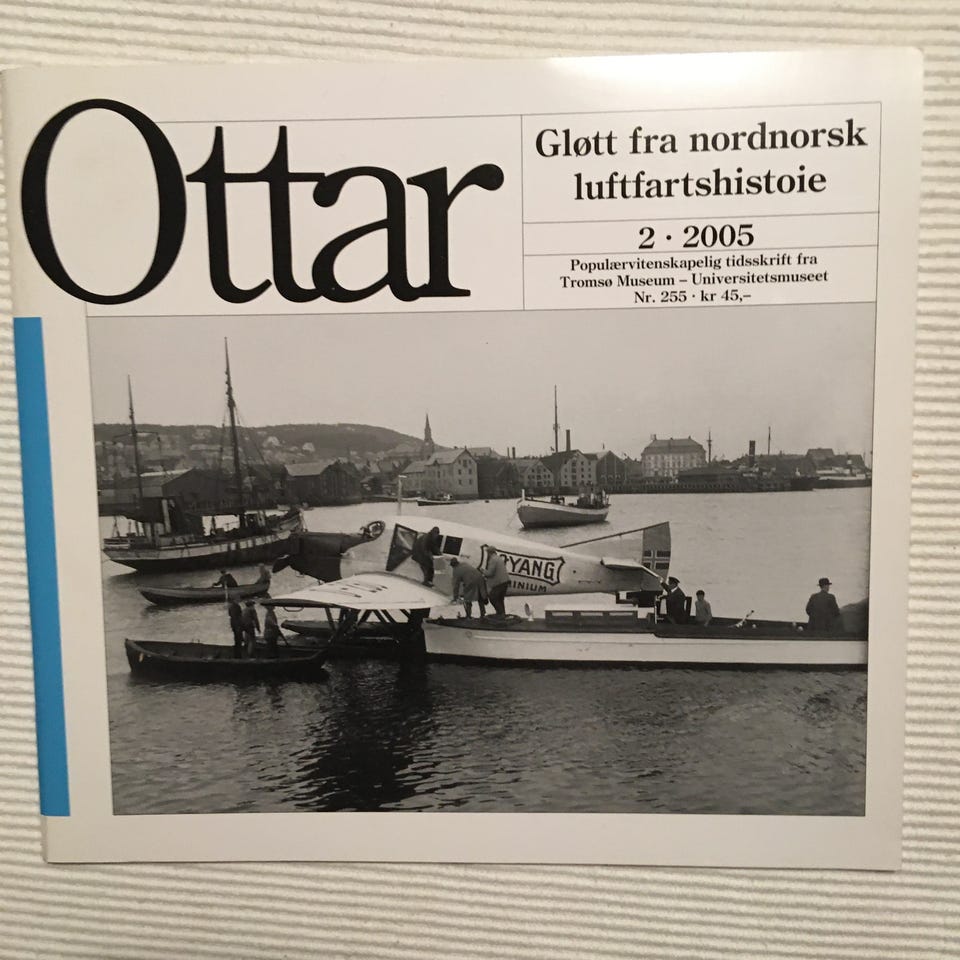 Ottar
Gløtt fra nordnorsk
luftfartshistoie
2 · 2005
Populærvitenskapelig tidsskrift fra
Tromsø Museum – Universitetsmuseet
Nr. 255 · kr 45,–